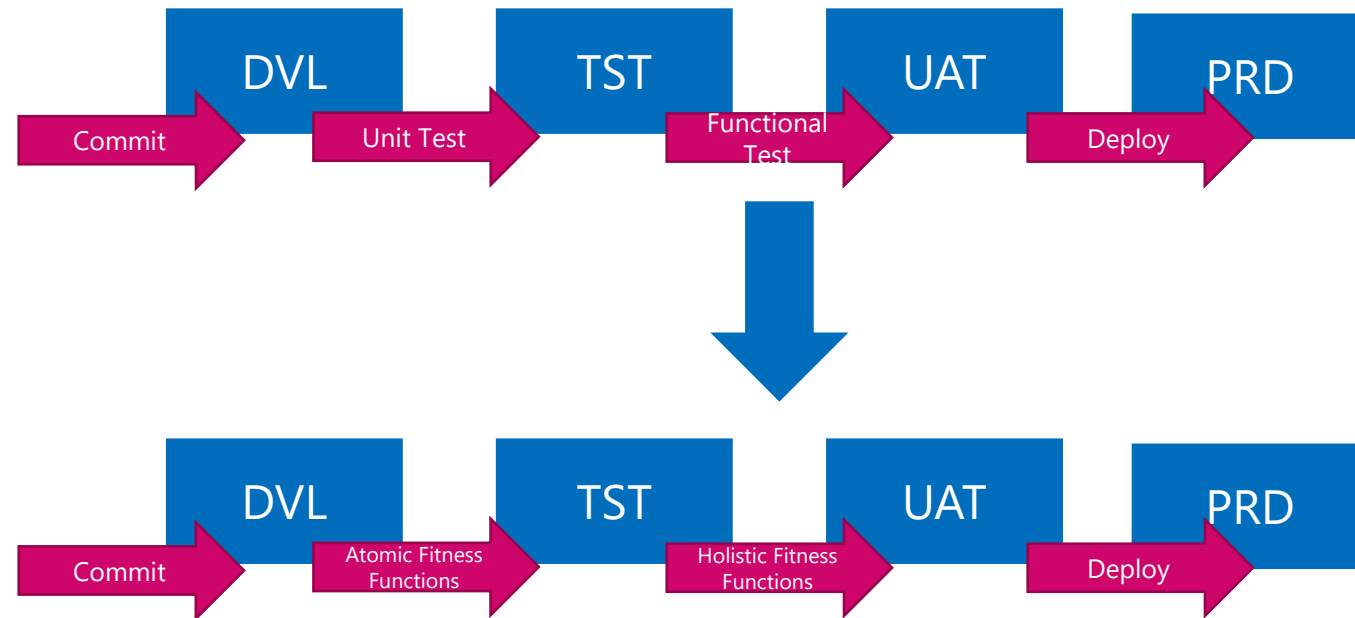 DVL
TST
UAT
PRD
Commit
Unit Test
Functional
Test
Deploy
DVL
TST
UAT
PRD
Commit
Atomic Fitness
Functions
Holistic Fitness
Functions
Deploy